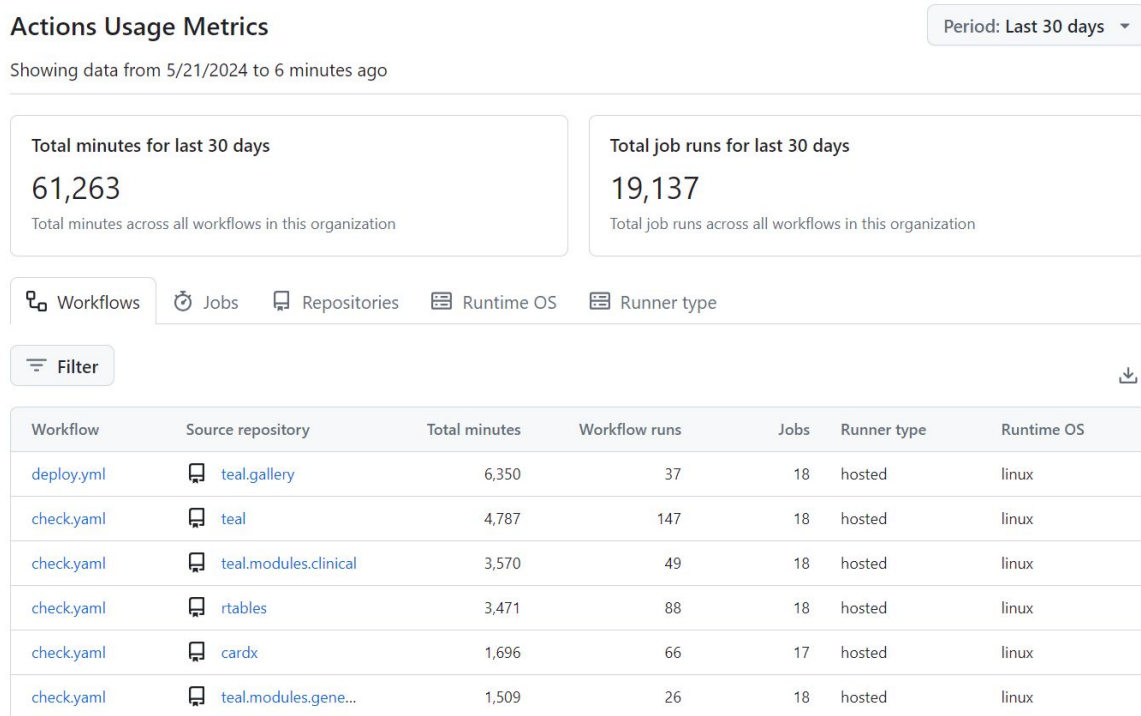 Actions Usage Metrics
Period: Last 30 days
Showing data from 5/21/2024 to 6 minutes ago
Total minutes for last 30 days
61,263
Total minutes across all workflows in this organization
Total job runs for last 30 days
19,137
Total job runs across all workflows in this organization
Workflows Jobs Repositories Runtime OS Runner type
Filter
Workflow Source repository Total minutes Workflow runs Jobs Runner type Runtime OS
deploy.yml teal.gallery 6,350 37 18 hosted linux
check.yaml teal 4,787 147 18 hosted linux
check.yaml teal.modules.clinical 3,570 49 18 hosted linux
check.yaml rtables 3,471 88 18 hosted linux
check.yaml cardx 1,696 66 17 hosted linux
check.yaml teal.modules.gene... 1,509 26 18 hosted linux